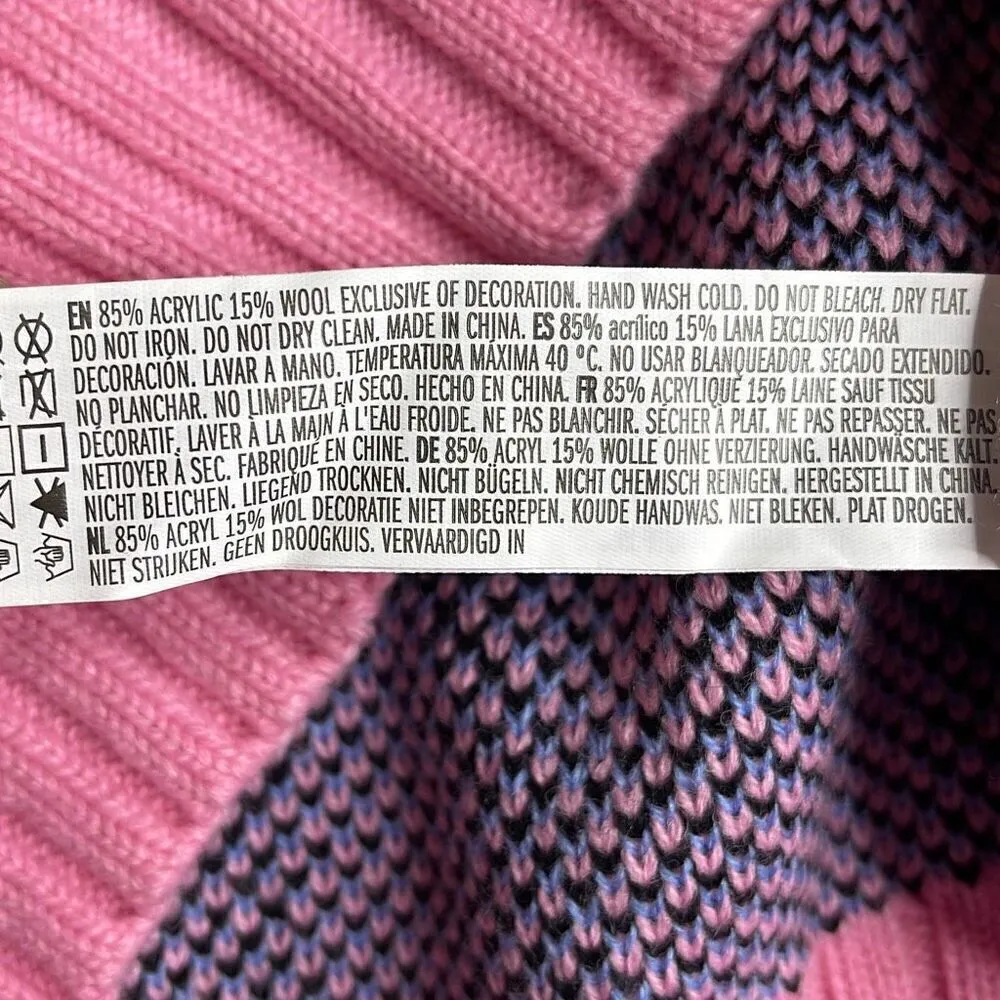 EN 85% ACRYLIC 15% WOOL EXCLUSIVE OF DECORATION. HAND WASH COLD. DO NOT BLEACH. DRY FLAT.
DO NOT IRON. DO NOT DRY CLEAN. MADE IN CHINA. ES 85% acrílico 15% LANA EXCLUSIVO PARA
DECORACIÓN. LAVAR A MANO. TEMPERATURA MÁXIMA 40 ºC. NO USAR BLANQUEADOR. SECADO EXTENDIDO.
NO PLANCHAR. NO LIMPIEZA EN SECO. HECHO EN CHINA. FR 85% ACRYLIQUE 15% LAINE SAUF TISSU
DÉCORATIF. LAVER À LA MAIN À L'EAU FROIDE. NE PAS BLANCHIR. SÉCHER À PLAT. NE PAS REPASSER. NE PAS
NETTOYER À SEC. FABRIQUÉ EN CHINE. DE 85% ACRYL 15% WOLLE OHNE VERZIERUNG. HANDWÄSCHE KALT.
NICHT BLEICHEN. LIEGEND TROCKNEN. NICHT BÜGELN. NICHT CHEMISCH REINIGEN. HERGESTELLT IN CHINA.
NL 85% ACRYL 15% WOL DECORATIE NIET INBEGREPEN. KOUDE HANDWAS. NIET BLEKEN. PLAT DROGEN.
NIET STRIJKEN. GEEN DROOGKUIS. VERVAARDIGD IN